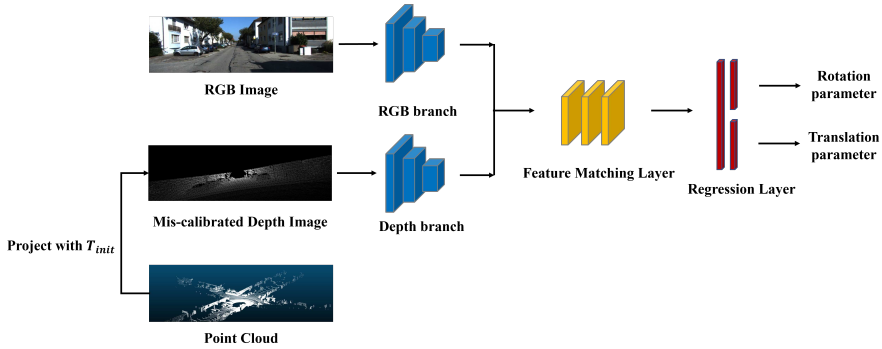 RGB Image
RGB branch
Rotation
parameter
Translation
parameter
Feature Matching Layer
Regression Layer
Mis-calibrated Depth Image
Depth branch
Project with T_init
Point Cloud